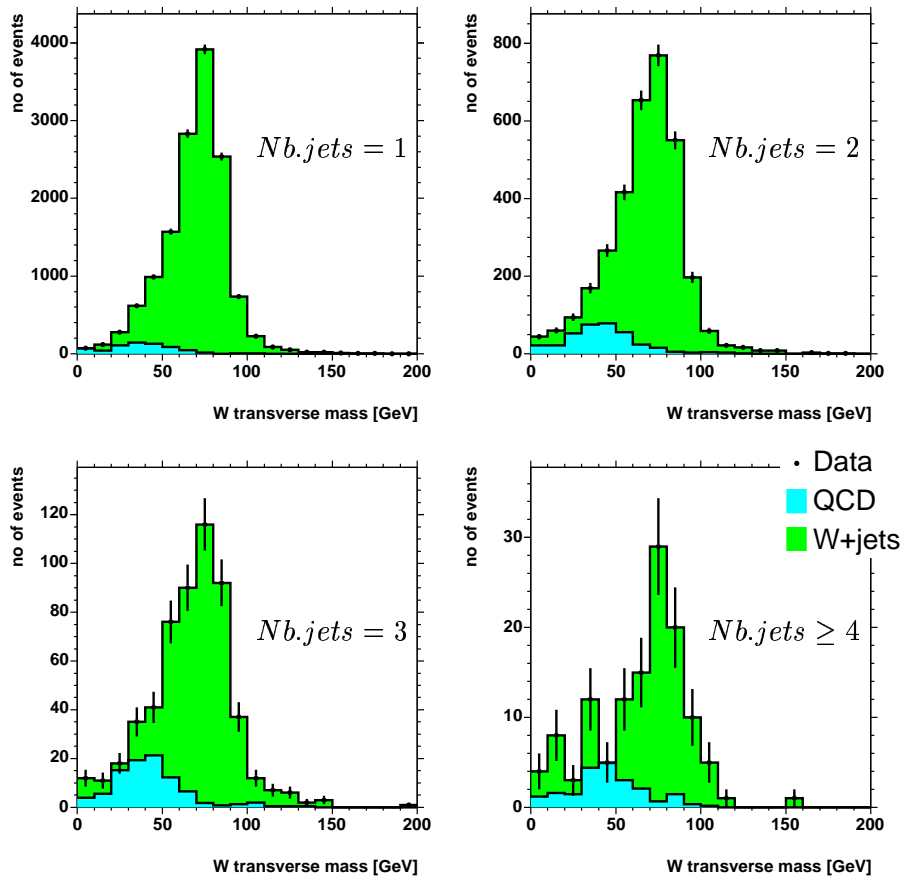 no of events
4000
3000
2000
1000
0
Nb.jets = 1
0 50 100 150 200
W transverse mass [GeV]
no of events
800
600
400
200
0
Nb.jets = 2
0 50 100 150 200
W transverse mass [GeV]
no of events
120
100
80
60
40
20
0
Nb.jets = 3
0 50 100 150 200
W transverse mass [GeV]
no of events
30
20
10
0
Data
QCD
W+jets
Nb.jets ≥ 4
0 50 100 150 200
W transverse mass [GeV]